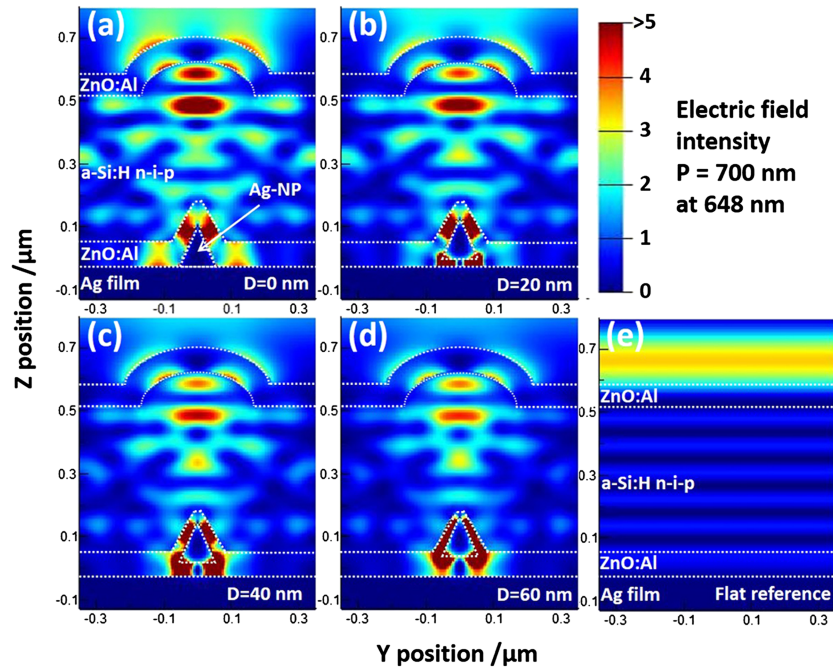 (a)
0.7
ZnO:Al
0.5
a-Si:H n-i-p
0.3
Ag-NP
0.1
ZnO:Al
Ag film
D=0 nm
-0.1
-0.3
-0.1
0.1
0.3
(b)
0.7
0.5
0.3
0.1
D=20 nm
-0.1
-0.3
-0.1
0.1
0.3
>5
4
3
2
1
0
Electric field
intensity
P = 700 nm
at 648 nm
(c)
0.7
0.5
0.3
0.1
D=40 nm
-0.1
-0.3
-0.1
0.1
0.3
(d)
0.7
0.5
0.3
0.1
D=60 nm
-0.1
-0.3
-0.1
0.1
0.3
(e)
0.7
ZnO:Al
0.5
a-Si:H n-i-p
0.3
0.1
ZnO:Al
Ag film
Flat reference
0.1
-0.3
-0.1
0.1
0.3
Z position /μm
Y position /μm